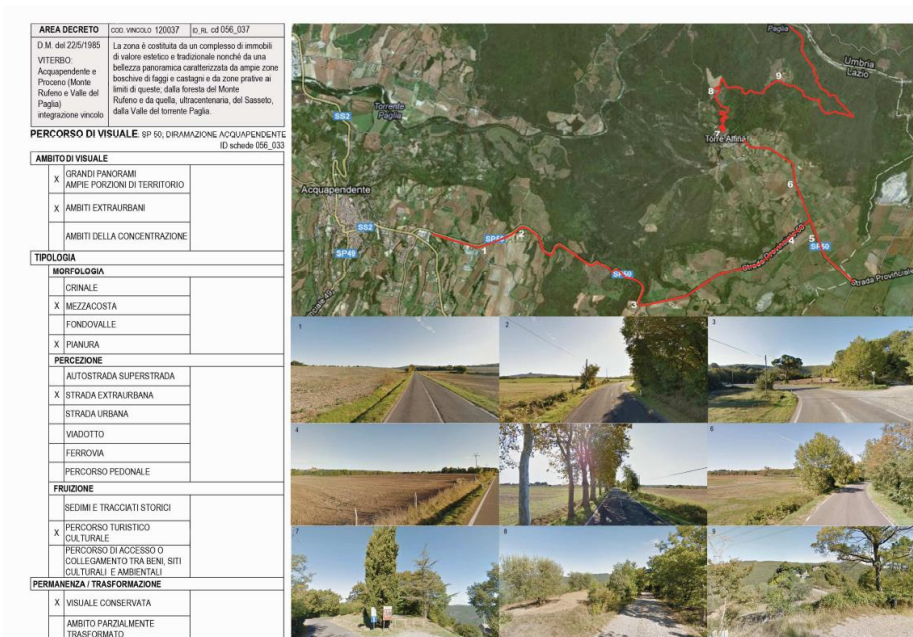 AREA DECRETO
COD. VINCOLO 120037
ID_RL cd 056_037
D.M. del 22/5/1985
VITERBO:
Acquapendente e
Proceno (Monte
Rufeno e Valle del
Paglia)
integrazione vincolo
La zona è costituita da un complesso di immobili
di valore estetico e tradizionale nonché da una
bellezza panoramica caratterizzata da ampie zone
boschive di faggi e castagni e da zone prative ai
limiti di queste; dalla foresta del Monte
Rufeno e da quella, ultracentenaria, del Sasseto,
dalla Valle del torrente Paglia.
PERCORSO DI VISUALE: SP 50; DIRAMAZIONE ACQUAPENDENTE
ID schede 056_033
AMBITO DI VISUALE
X GRANDI PANORAMI
AMPIE PORZIONI DI TERRITORIO
X AMBITI EXTRAURBANI
AMBITI DELLA CONCENTRAZIONE
TIPOLOGIA
MORFOLOGIA
CRINALE
X MEZZACOSTA
FONDOVALLE
X PIANURA
PERCEZIONE
AUTOSTRADA SUPERSTRADA
X STRADA EXTRAURBANA
STRADA URBANA
VIADOTTO
FERROVIA
PERCORSO PEDONALE
FRUIZIONE
SEDIMI E TRACCIATI STORICI
X PERCORSO TURISTICO
CULTURALE
PERCORSO DI ACCESSO O
COLLEGAMENTO TRA BENI, SITI
CULTURALI E AMBIENTALI
PERMANENZA / TRASFORMAZIONE
X VISUALE CONSERVATA
AMBITO PARZIALMENTE
TRASFORMATO
Paglia
Umbria
Lazio
9
8
Torrente
Paglia
SS2
7
Torre Alfina
6
Acquapendente
SS2
SP50
2
1
SP49
Strada Provinciale 50
4
5
SP50
SP50
Strada Provinciale
3
1
2
3
4
6
7
8
9